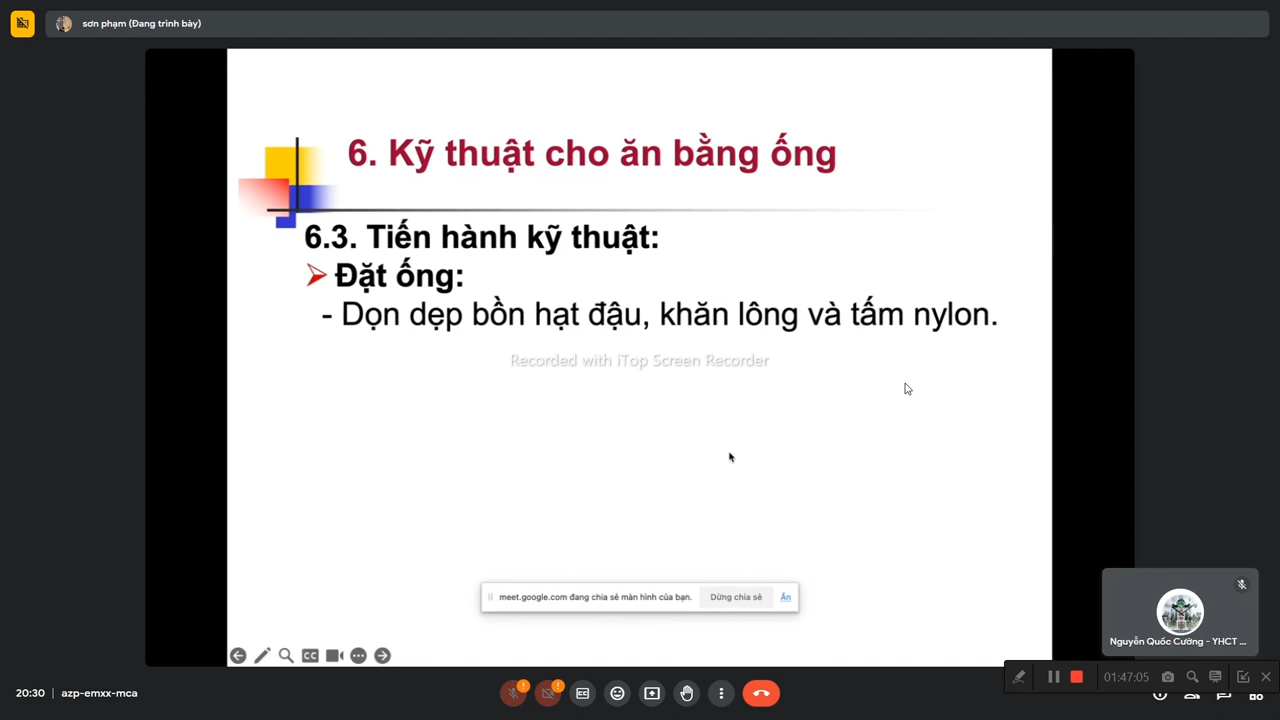 sơn phạm (Đang trình bày)
6. Kỹ thuật cho ăn bằng ống
6.3. Tiến hành kỹ thuật:
Đặt ống:
- Dọn dẹp bồn hạt đậu, khăn lông và tấm nylon.
Recorded with iTop Screen Recorder
meet.google.com đang chia sẻ màn hình của bạn.
Dừng chia sẻ
Ẩn
CC
Nguyễn Quốc Cường - YHCT ...
20:30
azp-emxx-mca
01:47:05